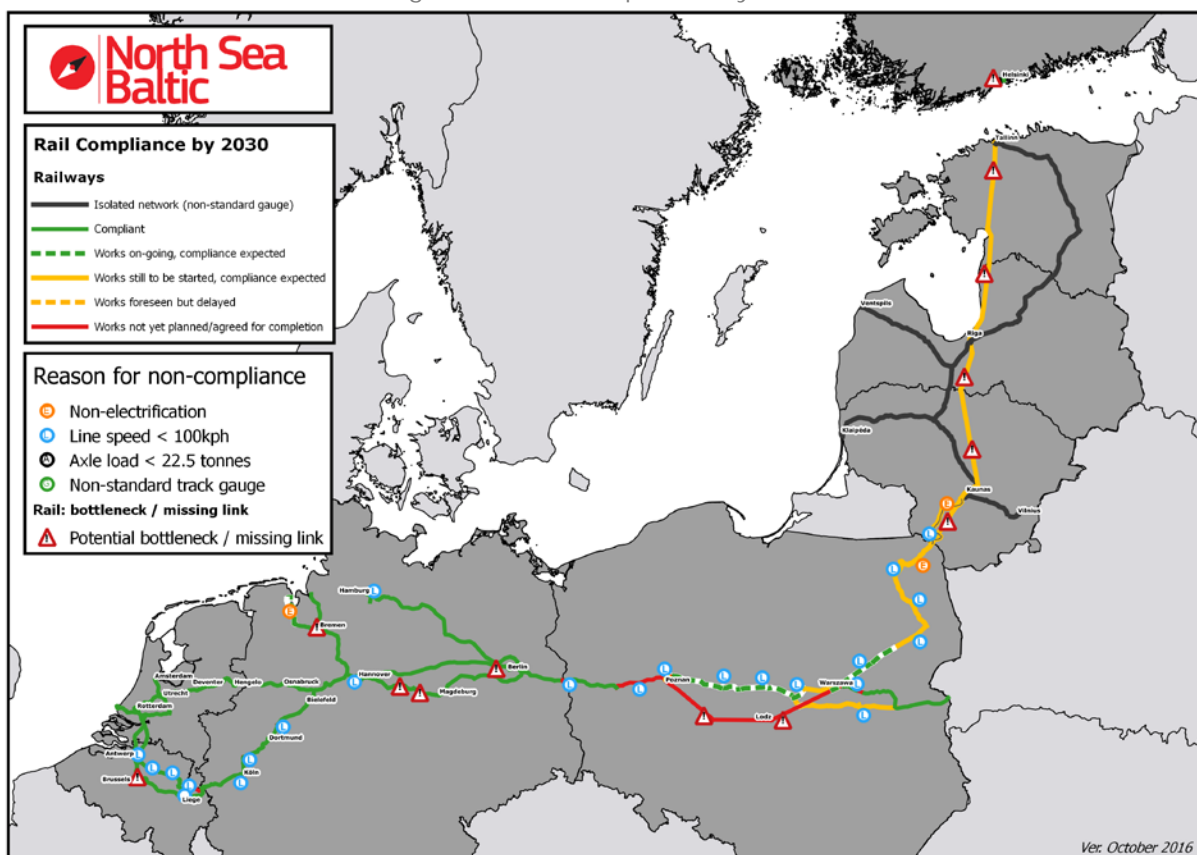 North Sea
Baltic
Rail Compliance by 2030
Railways
Isolated network (non-standard gauge)
Compliant
Works on-going, compliance expected
Works still to be started, compliance expected
Works foreseen but delayed
Works not yet planned/agreed for completion
Reason for non-compliance
E Non-electrification
L Line speed < 100kph
A Axle load < 22.5 tonnes
G Non-standard track gauge
Rail: bottleneck / missing link
! Potential bottleneck / missing link
Helsinki
Tallinn
Ventspils
Riga
Klaipėda
Kaunas
Vilnius
Hamburg
Bremen
Berlin
Amsterdam
Deventer
Hengelo
Osnabruck
Hannover
Utrecht
Bielefeld
Magdeburg
Poznan
Warszawa
Rotterdam
Lodz
Dortmund
Antwerp
Köln
Brussels
Liege
Ver. October 2016